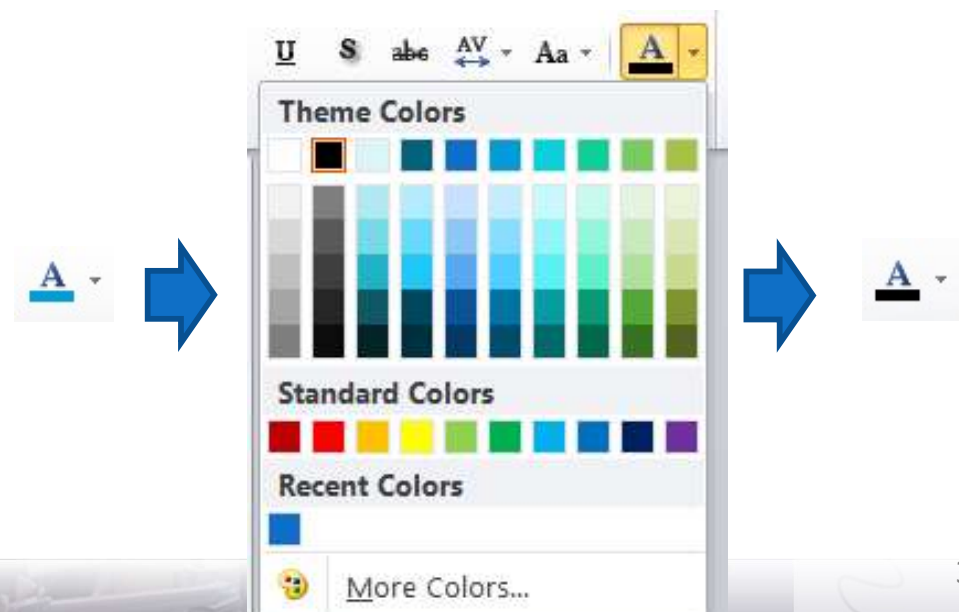 U S abc AV Aa A
Theme Colors
A A
Standard Colors
Recent Colors
More Colors...